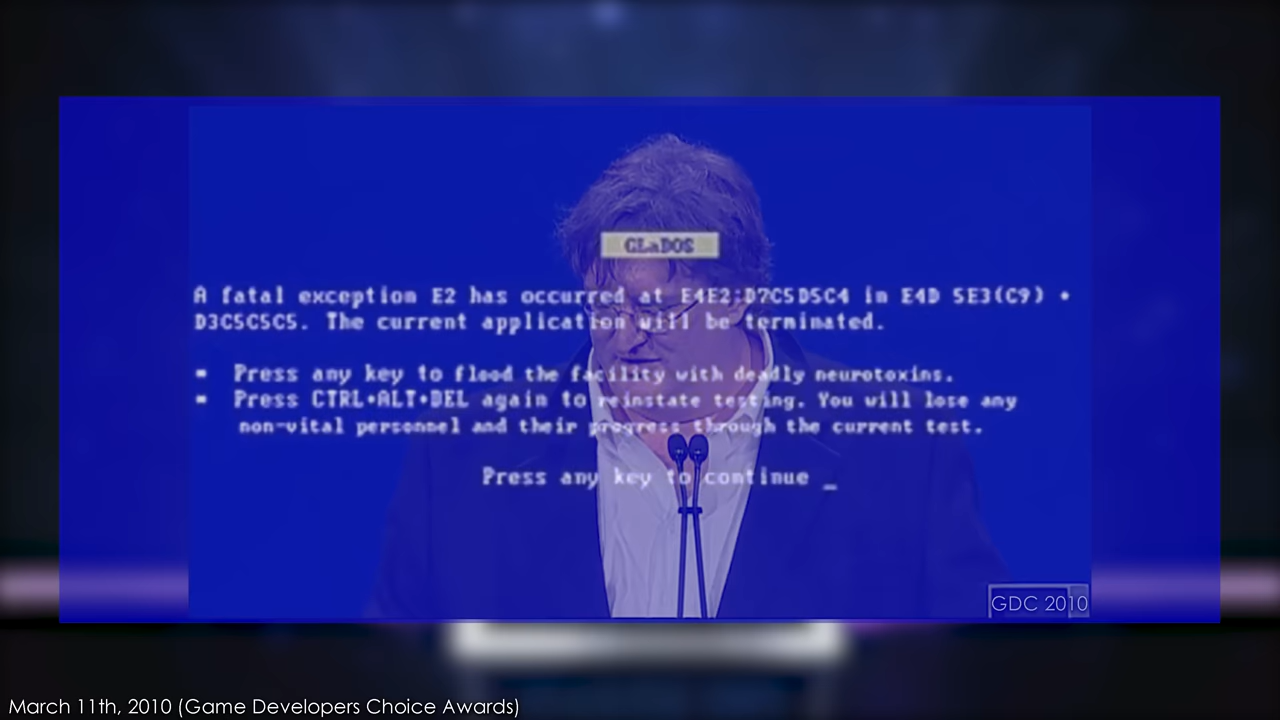 GLaDOS
A fatal exception E2 has occurred at E4E2:D7C5D5C4 in E4D 5E3(C9) •
D3C5C5C5. The current application will be terminated.
▪ Press any key to flood the facility with deadly neurotoxins.
▪ Press CTRL•ALT•DEL again to reinstate testing. You will lose any
non-vital personnel and their progress through the current test.
Press any key to continue _
GDC 2010
March 11th, 2010 (Game Developers Choice Awards)